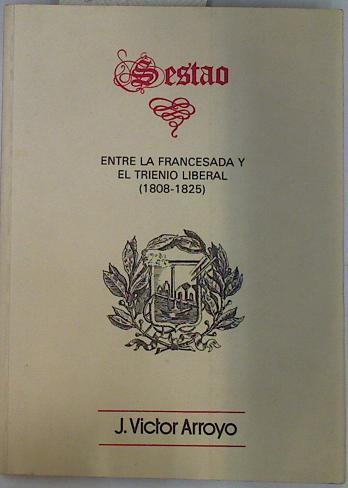 Sestao
ENTRE LA FRANCESADA Y
EL TRIENIO LIBERAL
(1808-1825)
J. Victor Arroyo